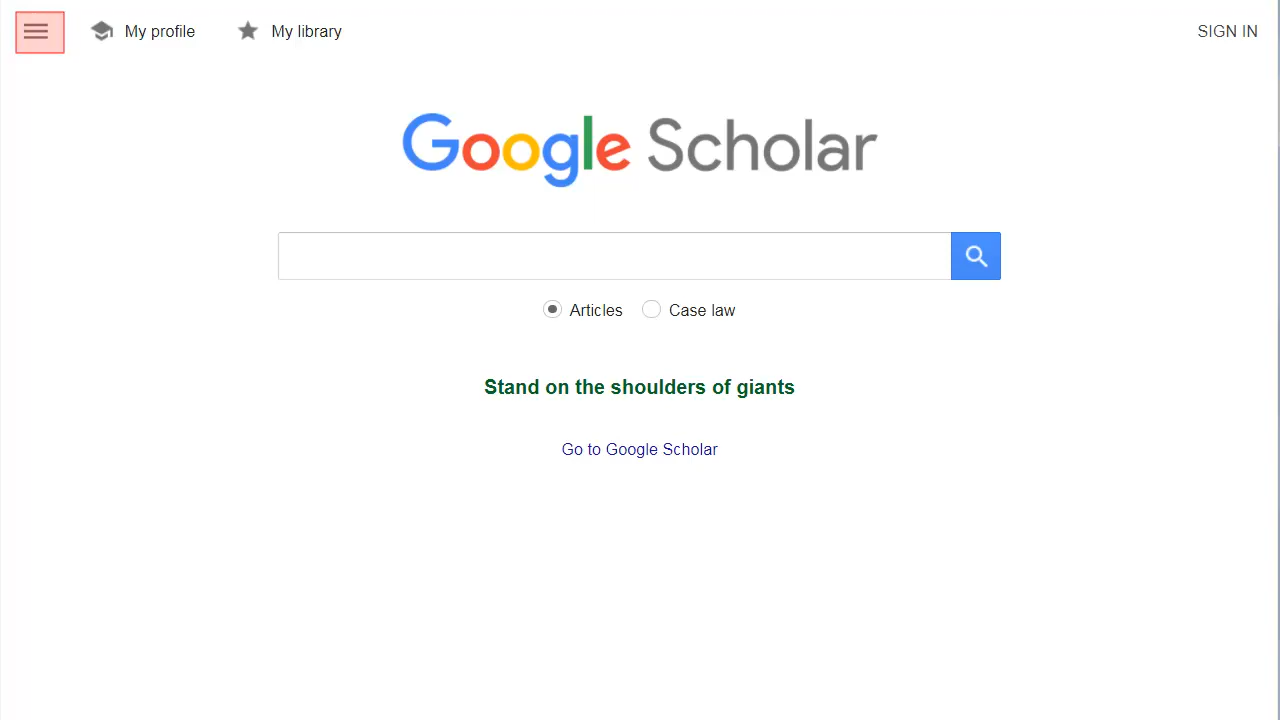 My profile
My library
SIGN IN
Google Scholar
Articles
Case law
Stand on the shoulders of giants
Go to Google Scholar